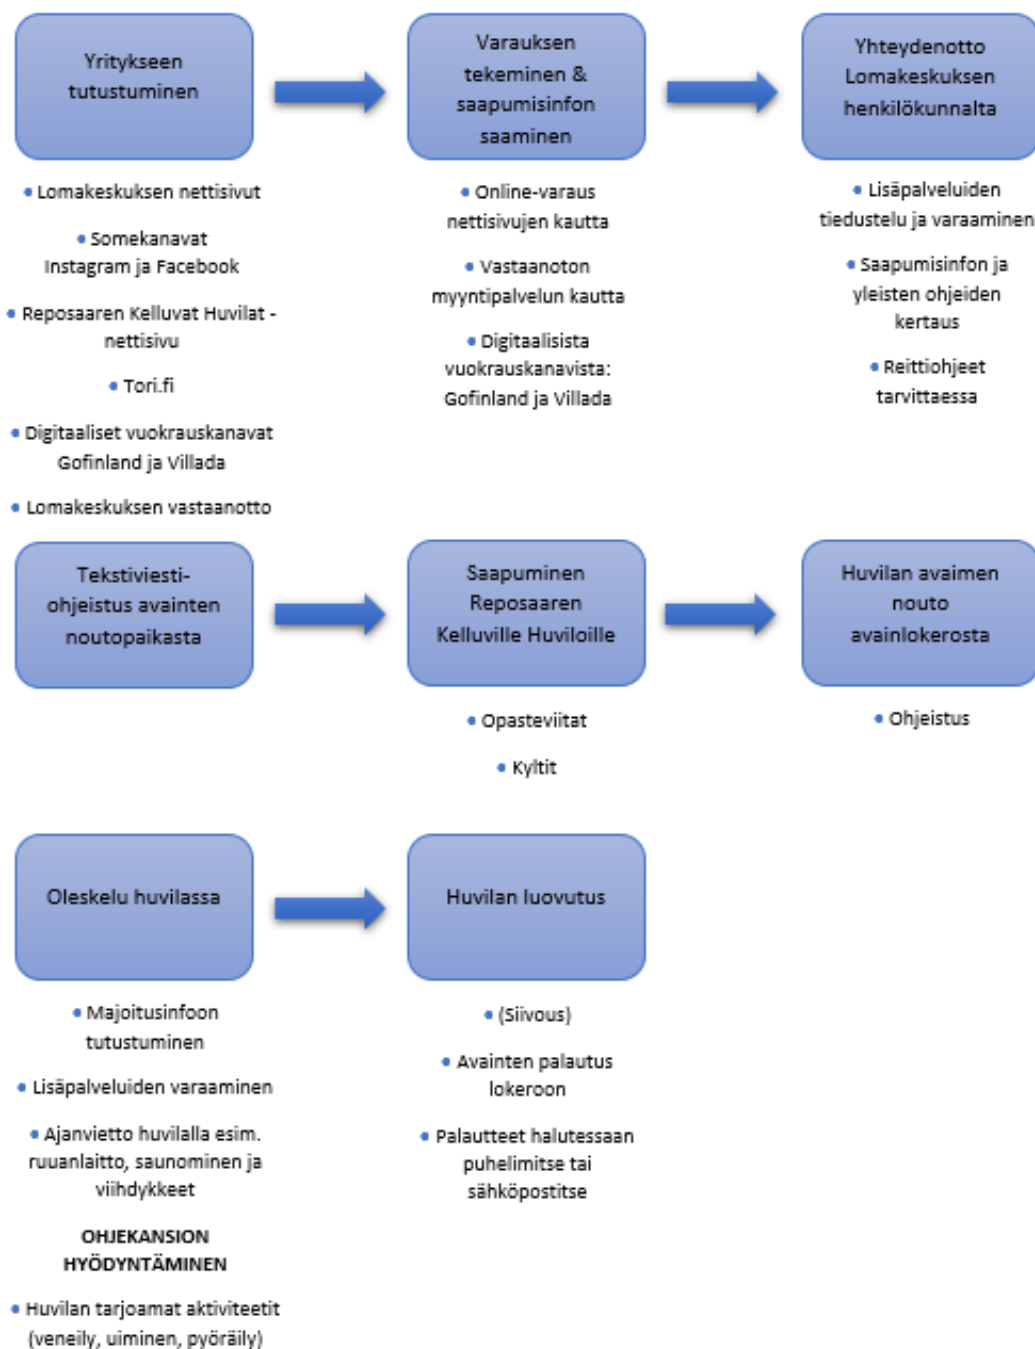 Yritykseen
tutustuminen
Varauksen
tekeminen &
saapumisinfon
saaminen
Yhteydenotto
Lomakeskuksen
henkilökunnalta
• Lomakeskuksen nettisivut
• Somekanavat
Instagram ja Facebook
• Reposaaren Kelluvat Huvilat -
nettisivu
• Tori.fi
• Digitaaliset vuokrauskanavat
Gofinland ja Villada
• Lomakeskuksen vastaanotto
• Online-varaus
nettisivujen kautta
• Vastaanoton
myyntipalvelun kautta
• Digitaalisista
vuokrauskanavista:
Gofinland ja Villada
• Lisäpalveluiden
tiedustelu ja varaaminen
• Saapumisinfon ja
yleisten ohjeiden
kertaus
• Reittiohjeet
tarvittaessa
Tekstiviesti-
ohjeistus avainten
noutopaikasta
Saapuminen
Reposaaren
Kelluville Huviloille
Huvilan avaimen
nouto
avainlokerosta
• Opasteviitat
• Kyltit
• Ohjeistus
Oleskelu huvilassa
Huvilan luovutus
• Majoitusinfoon
tutustuminen
• Lisäpalveluiden varaaminen
• Ajanvietto huvilalla esim.
ruuanlaitto, saunominen ja
viihdykkeet
OHJEKANSION
HYÖDYNTÄMINEN
• Huvilan tarjoamat aktiviteetit
(veneily, uiminen, pyöräily)
• (Siivous)
• Avainten palautus
lokeroon
• Palautteet halutessaan
puhelimitse tai
sähköpostitse